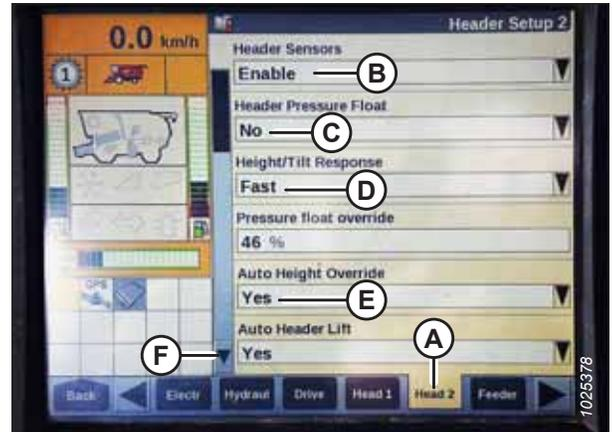 Header Setup 2
0.0 km/h
1
Header Sensors
Enable
B
Header Pressure Float
No
C
Height/Tilt Response
Fast
D
Pressure float override
46 %
Auto Height Override
Yes
E
GPS
Auto Header Lift
Yes
F
A
Back
Electr
Hydraul
Drive
Head 1
Head 2
Feeder
1025378